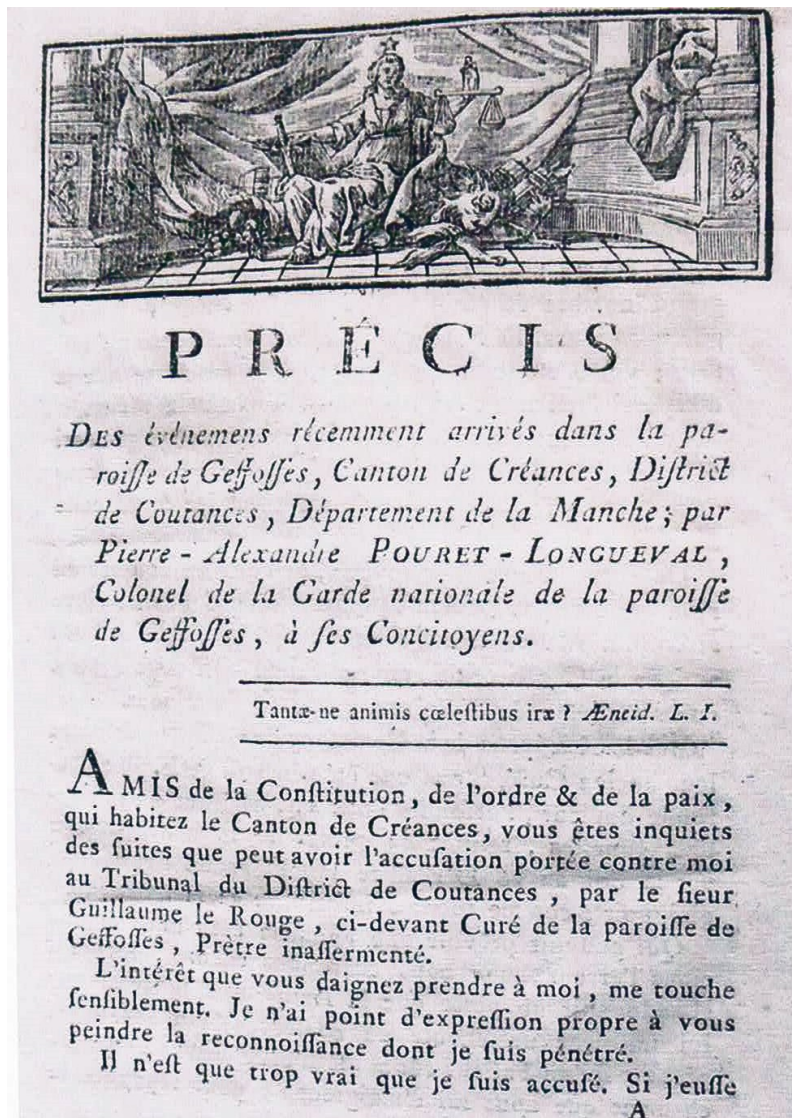 PRÉCIS
DES événemens récemment arrivés dans la pa-
roiſſe de Geffoſſes, Canton de Créances, Diſtrict
de Coutances, Département de la Manche; par
Pierre-Alexandre POURET-LONGUEVAL,
Colonel de la Garde nationale de la paroiſſe
de Geffoſſes, à ſes Concitoyens.
Tantæ-ne animis cœleſtibus iræ ? Æneid. L. I.
AMIS de la Conſtitution, de l'ordre & de la paix,
qui habitez le Canton de Créances, vous êtes inquiets
des ſuites que peut avoir l'accuſation portée contre moi
au Tribunal du Diſtrict de Coutances, par le ſieur
Guillaume le Rouge, ci-devant Curé de la paroiſſe de
Geffoſſes, Prètre inaſſermenté.
L'intérêt que vous daignez prendre à moi, me touche
ſenſiblement. Je n'ai point d'expreſſion propre à vous
peindre la reconnoiſſance dont je ſuis pénétré.
Il n'eſt que trop vrai que je ſuis accuſé. Si j'euſſe
A